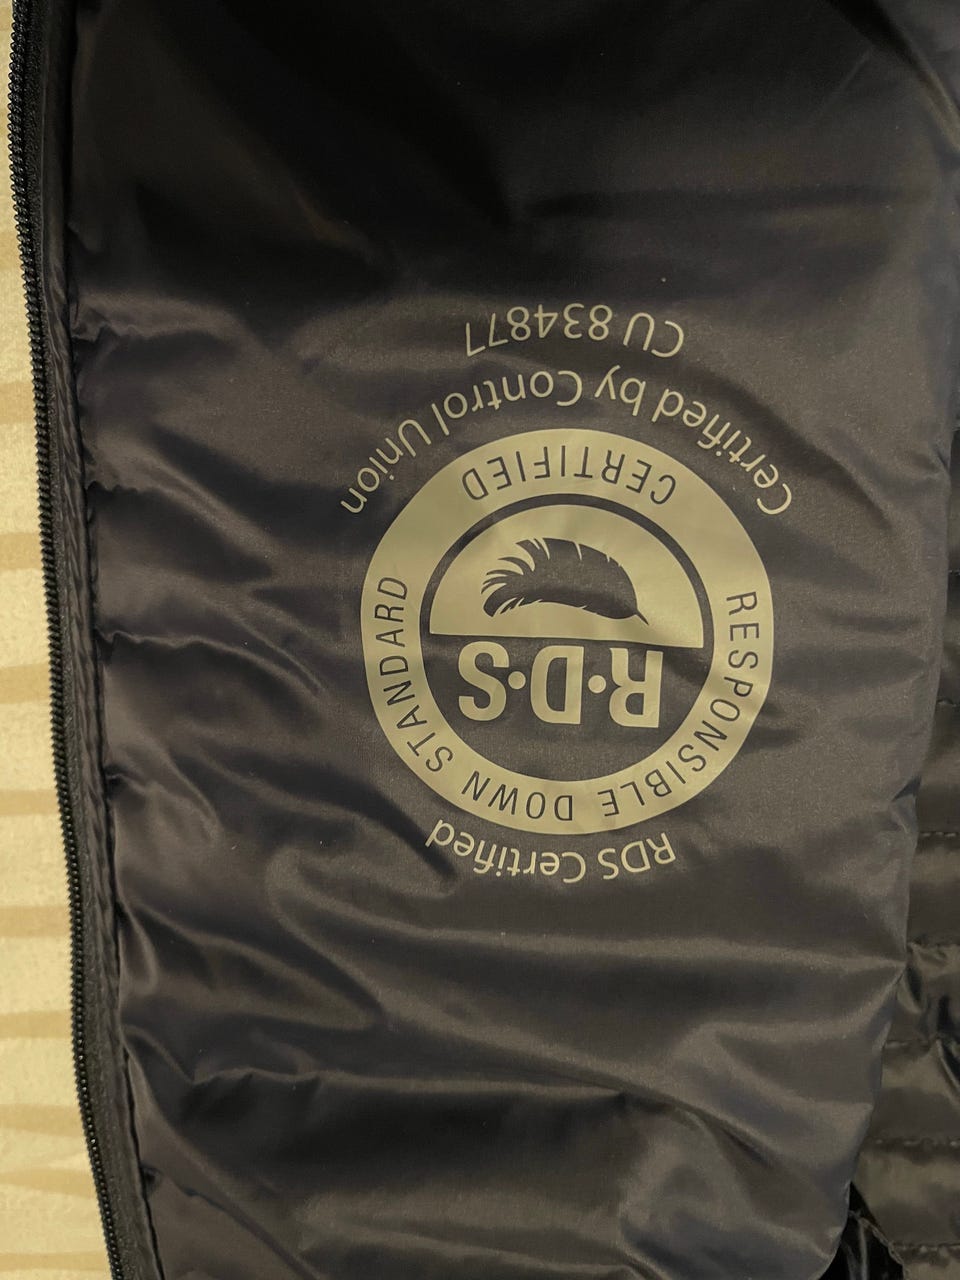 RDS Certified
RESPONSIBLE DOWN STANDARD
R•D•S
CERTIFIED
Certified by Control Union
CU 834877